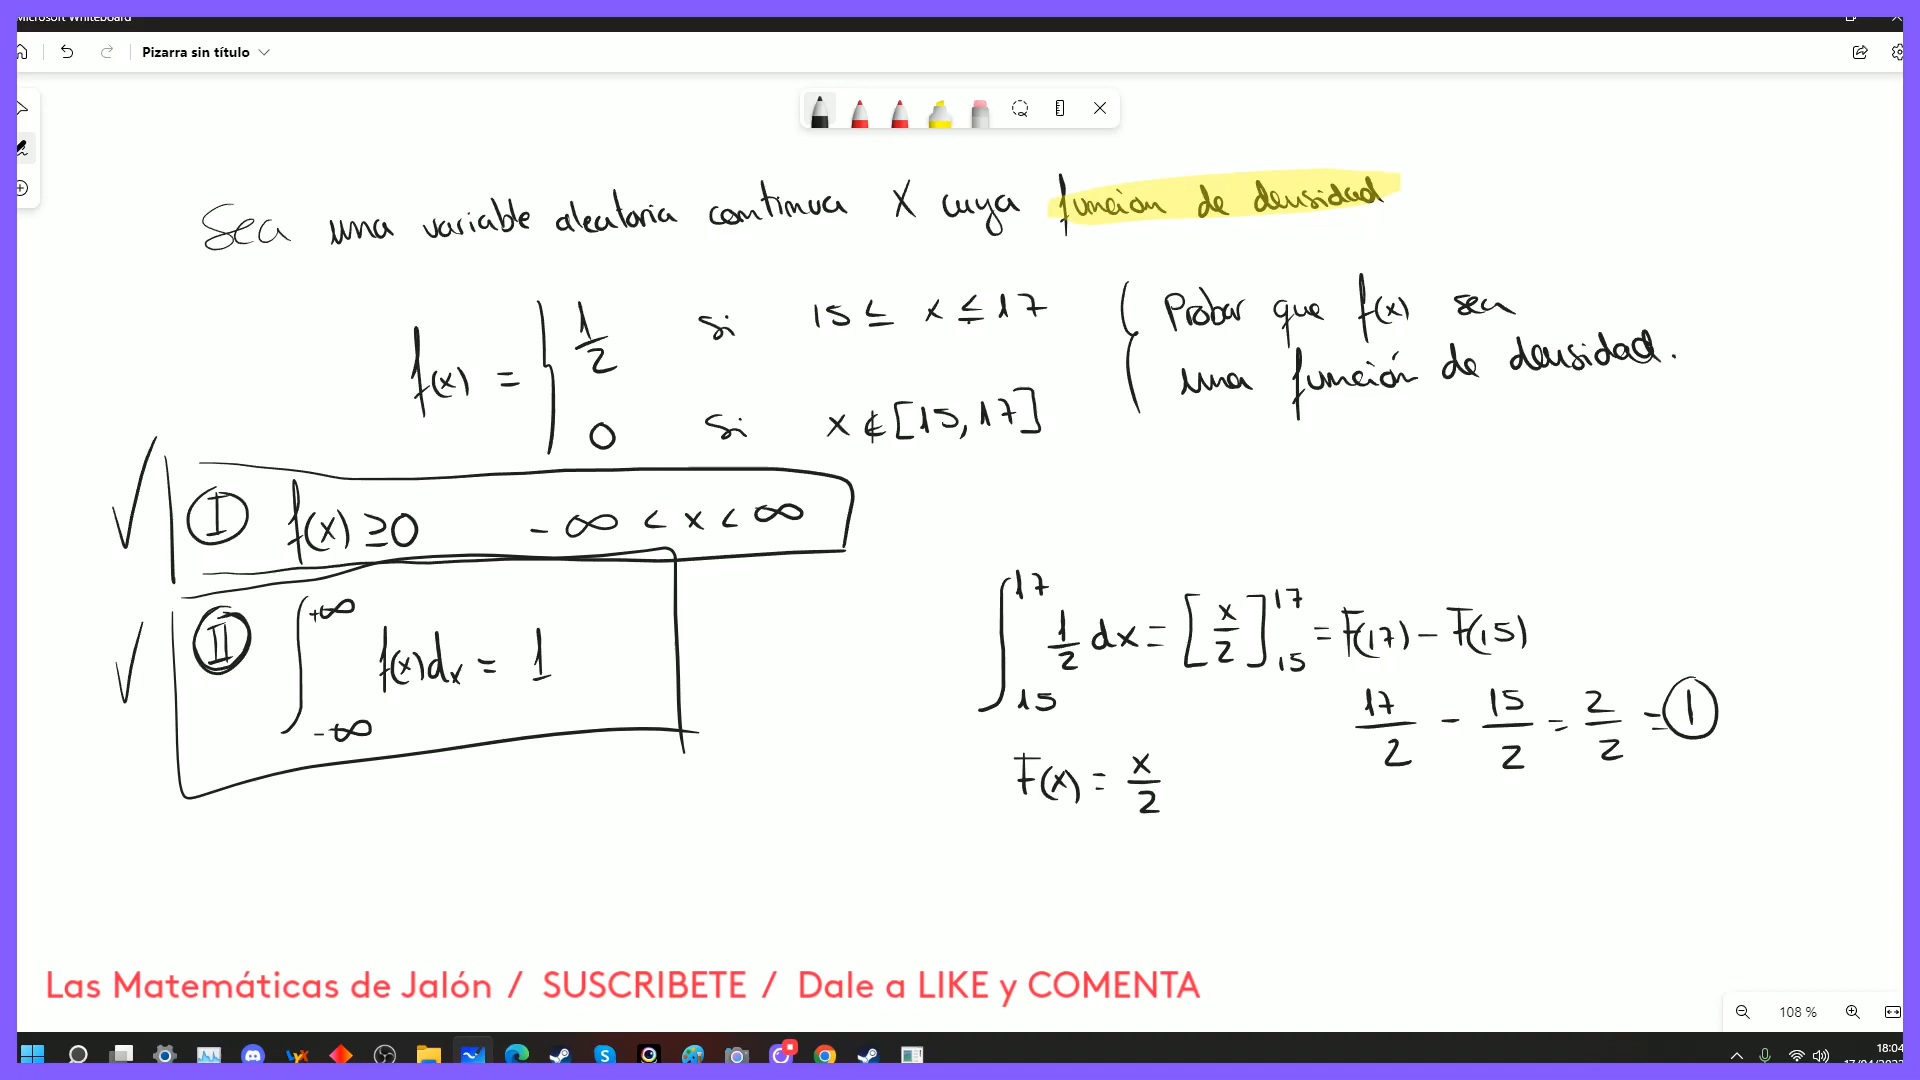 Microsoft Whiteboard
Pizarra sin título
Sea una variable aleatoria continua X cuya función de densidad
f(x) = { 1/2 si 15 ≤ x ≤ 17
0 si x ∉ [15, 17]
Probar que f(x) sea
una función de densidad.
I f(x) ≥ 0 - ∞ < x < ∞
II ∫_{-∞}^{+∞} f(x)dx = 1
∫_{15}^{17} 1/2 dx = [x/2]_{15}^{17} = F(17) - F(15)
17/2 - 15/2 = 2/2 = 1
F(x) = x/2
Las Matemáticas de Jalón / SUSCRIBETE / Dale a LIKE y COMENTA
108 %
18:04